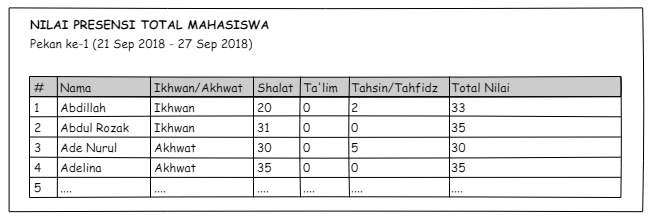 NILAI PRESENSI TOTAL MAHASISWA
Pekan ke-1 (21 Sep 2018 - 27 Sep 2018)
# Nama Ikhwan/Akhwat Shalat Ta'lim Tahsin/Tahfidz Total Nilai
1 Abdillah Ikhwan 20 0 2 33
2 Abdul Rozak Ikhwan 31 0 0 35
3 Ade Nurul Akhwat 30 0 5 30
4 Adelina Akhwat 35 0 0 35
5 .... .... .... .... .... ....